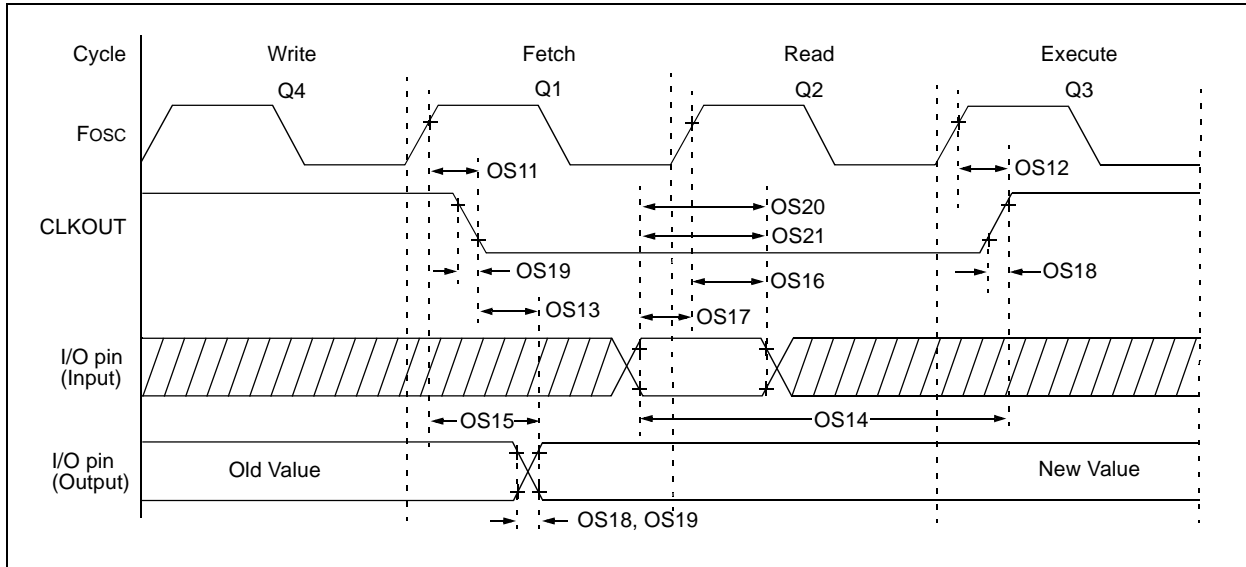 Cycle Write Fetch Read Execute
Q4 Q1 Q2 Q3
FOSC
OS11 OS12
CLKOUT
OS20
OS21
OS19 OS16 OS18
OS13 OS17
I/O pin
(Input)
OS15 OS14
I/O pin
(Output)
Old Value New Value
OS18, OS19